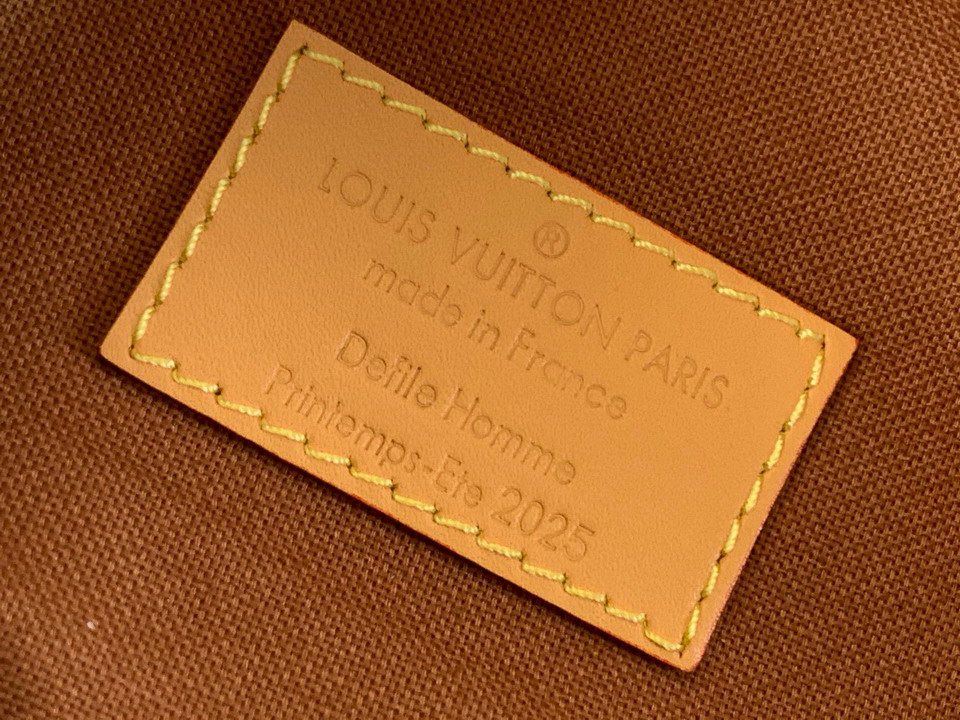 ®
LOUIS VUITTON PARIS
made in France
Defile Homme
Printemps-Ete 2025